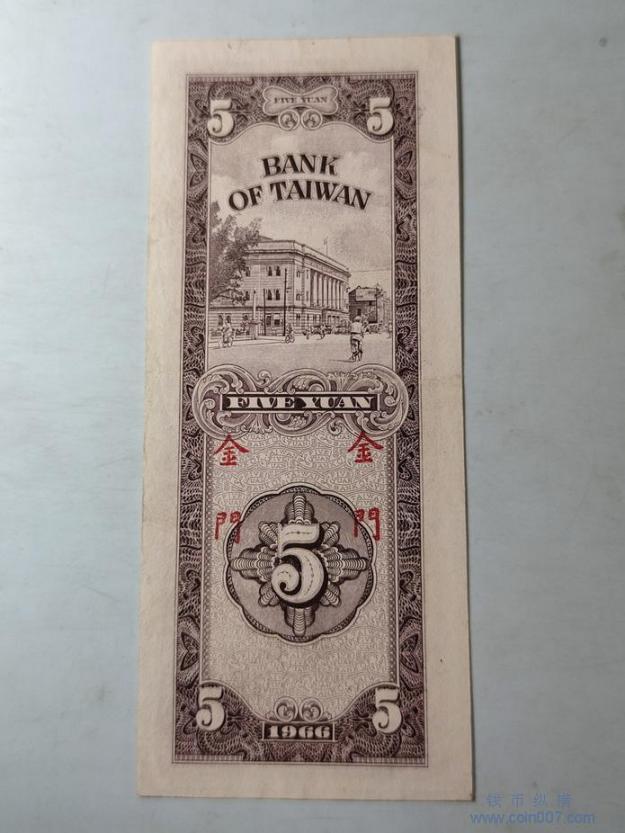 5 FIVE YUAN 5
BANK
OF TAIWAN
FIVE YUAN
金 金
門 門
5
5 5
1966
钱币纵横
www.coin007.com